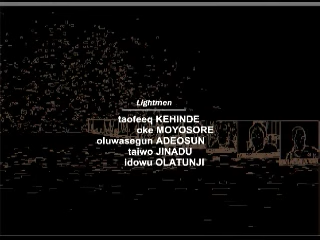 Lightmen
taofeeq KEHINDE
oke MOYOSORE
oluwasegun ADEOSUN
taiwo JINADU
idowu OLATUNJI